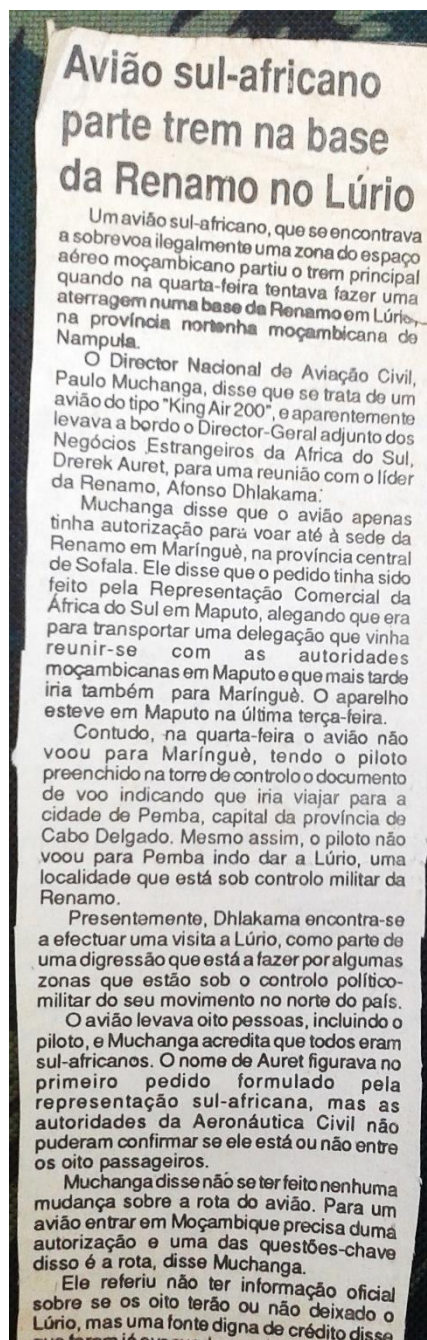 Avião sul-africano
parte trem na base
da Renamo no Lúrio
Um avião sul-africano, que se encontrava
a sobrevoa ilegalmente uma zona do espaço
aéreo moçambicano partiu o trem principal
quando na quarta-feira tentava fazer uma
aterragem numa base da Renamo em Lúrio,
na província nortenha moçambicana de
Nampula.
O Director Nacional de Aviação Civil,
Paulo Muchanga, disse que se trata de um
avião do tipo "King Air 200", e aparentemente
levava a bordo o Director-Geral adjunto dos
Negócios Estrangeiros da Africa do Sul,
Drerek Auret, para uma reunião com o líder
da Renamo, Afonso Dhlakama.
Muchanga disse que o avião apenas
tinha autorização para voar até à sede da
Renamo em Marínguè, na província central
de Sofala. Ele disse que o pedido tinha sido
feito pela Representação Comercial da
África do Sul em Maputo, alegando que era
para transportar uma delegação que vinha
reunir-se com as autoridades
moçambicanas em Maputo e que mais tarde
iria também para Marínguè. O aparelho
esteve em Maputo na última terça-feira.
Contudo, na quarta-feira o avião não
voou para Marínguè, tendo o piloto
preenchido na torre de controlo o documento
de voo indicando que iria viajar para a
cidade de Pemba, capital da província de
Cabo Delgado. Mesmo assim, o piloto não
voou para Pemba indo dar a Lúrio, uma
localidade que está sob controlo militar da
Renamo.
Presentemente, Dhlakama encontra-se
a efectuar uma visita a Lúrio, como parte de
uma digressão que está a fazer por algumas
zonas que estão sob o controlo político-
militar do seu movimento no norte do país.
O avião levava oito pessoas, incluindo o
piloto, e Muchanga acredita que todos eram
sul-africanos. O nome de Auret figurava no
primeiro pedido formulado pela
representação sul-africana, mas as
autoridades da Aeronáutica Civil não
puderam confirmar se ele está ou não entre
os oito passageiros.
Muchanga disse não se ter feito nenhuma
mudança sobre a rota do avião. Para um
avião entrar em Moçambique precisa duma
autorização e uma das questões-chave
disso é a rota, disse Muchanga.
Ele referiu não ter informação oficial
sobre se os oito terão ou não deixado o
Lúrio, mas uma fonte digna de crédito disse